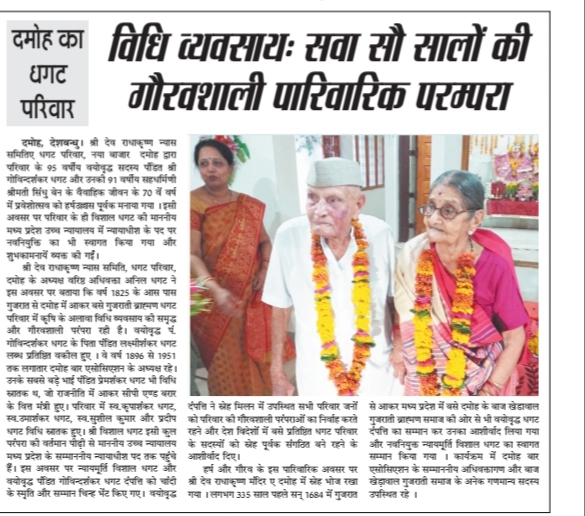 दमोह का
धगट
परिवार
विधि व्यवसायः सवा सौ सालों की
गौरवशाली पारिवारिक परम्परा
दमोह, देशबन्धु। श्री देव राधाकृष्ण न्यास
समितिए धगट परिवार, नया बाजार दमोह द्वारा
परिवार के 95 वर्षीय वयोवृद्ध सदस्य पंडित श्री
गोविन्दशंकर धगट और उनकी 91 वर्षीय सहधर्मिणी
श्रीमती सिंधु बेन के वैवाहिक जीवन के 70 वें वर्ष
में प्रवेशोत्सव को हर्षउल्लास पूर्वक मनाया गया ।इसी
अवसर पर परिवार के ही विशाल धगट की माननीय
मध्य प्रदेश उच्च न्यायालय में न्यायाधीश के पद पर
नवनियुक्ति का भी स्वागत किया गया और
शुभकामनायें व्यक्त की गईं।
श्री देव राधाकृष्ण न्यास समिति, धगट परिवार,
दमोह के अध्यक्ष वरिष्ठ अधिवक्ता अनिल धगट ने
इस अवसर पर बताया कि वर्ष 1825 के आस पास
गुजरात से दमोह में आकर बसे गुजराती ब्राह्मण धगट
परिवार में कृषि के अलावा विधि व्यवसाय की समृद्ध
और गौरवशाली परंपरा रही है। वयोवृद्ध पं.
गोविन्दशंकर धगट के पिता पंडित लक्ष्मीशंकर धगट
लब्ध प्रतिष्ठित वकील हुए । वे वर्ष 1896 से 1951
तक लगातार दमोह बार एसोसिएशन के अध्यक्ष रहे।
उनके सबसे बड़े भाई पंडित प्रेमशंकर धगट भी विधि
स्नातक थे, जो राजनीति में आकर सीपी एण्ड बरार
के वित्त मंत्री हुए। परिवार में स्व.कृपाशंकर धगट,
स्व.उमाशंकर धगट, स्व.सुशील कुमार और प्रदीप
धगट विधि स्नातक हुए। श्री विशाल धगट इसी कुल
परंपरा की वर्तमान पीढ़ी से माननीय उच्च न्यायालय
मध्य प्रदेश के सम्माननीय न्यायाधीश पद तक पहुंचे
हैं। इस अवसर पर न्यायमूर्ति विशाल धगट और
वयोवृद्ध पंडित गोविन्दशंकर धगट दंपत्ति को चांदी
के स्मृति और सम्मान चिन्ह भेंट किए गए। वयोवृद्ध
दंपत्ति ने स्नेह मिलन में उपस्थित सभी परिवार जनों
को परिवार की गौरवशाली परंपराओं का निर्वाह करते
रहने और देश विदेशों में बसे प्रतिष्ठित धगट परिवार
के सदस्यों को स्नेह पूर्वक संगठित बने रहने के
आशीर्वाद दिए।
हर्ष और गौरव के इस पारिवारिक अवसर पर
श्री देव राधाकृष्ण मंदिर ए दमोह में स्नेह भोज रखा
गया । लगभग 335 साल पहले सन् 1684 में गुजरात
से आकर मध्य प्रदेश में बसे दमोह के बाज खेडावाल
गुजराती ब्राह्मण समाज की ओर से भी वयोवृद्ध धगट
दंपत्ति का सम्मान कर उनका आशीर्वाद लिया गया
और नवनियुक्त न्यायमूर्ति विशाल धगट का स्वागत
सम्मान किया गया । कार्यक्रम में दमोह बार
एसोसिएशन के सम्माननीय अधिवक्तागण और बाज
खेडावाल गुजराती समाज के अनेक गणमान्य सदस्य
उपस्थित रहे ।